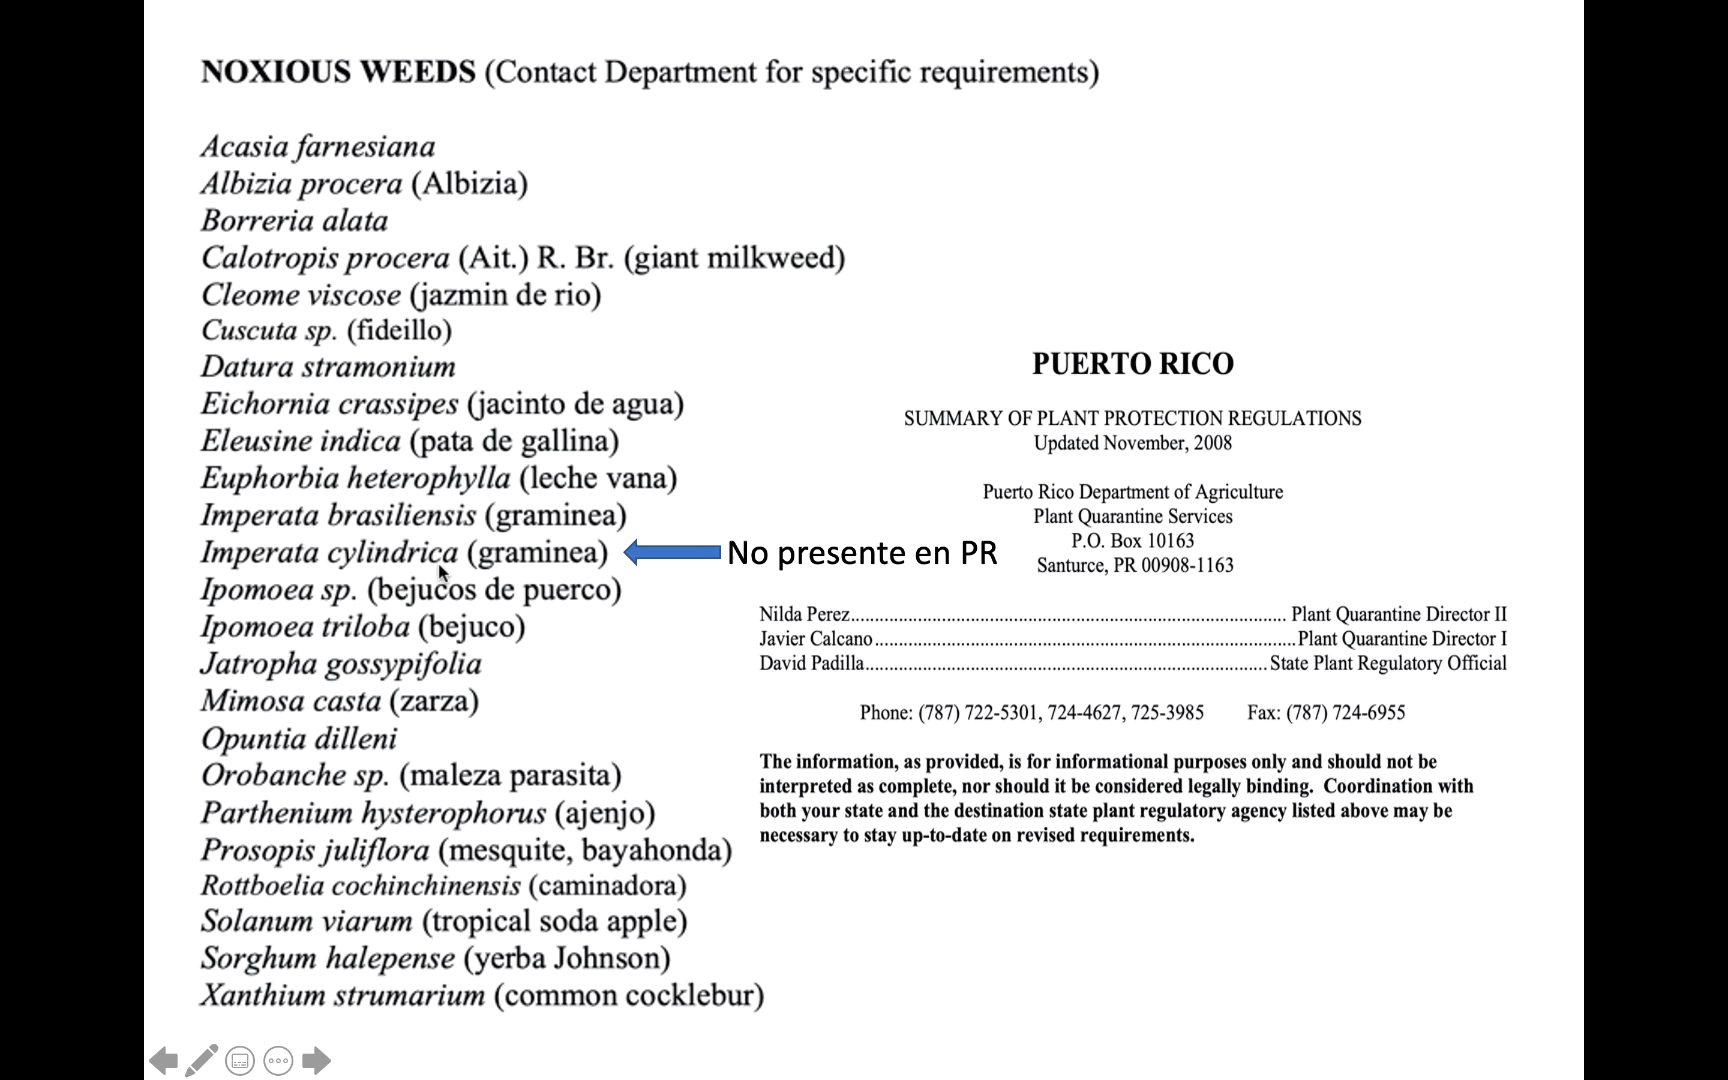 NOXIOUS WEEDS (Contact Department for specific requirements)
Acasia farnesiana
Albizia procera (Albizia)
Borreria alata
Calotropis procera (Ait.) R. Br. (giant milkweed)
Cleome viscose (jazmin de rio)
Cuscuta sp. (fideillo)
Datura stramonium
Eichornia crassipes (jacinto de agua)
Eleusine indica (pata de gallina)
Euphorbia heterophylla (leche vana)
Imperata brasiliensis (graminea)
Imperata cylindrica (graminea)
No presente en PR
Ipomoea sp. (bejucos de puerco)
Ipomoea triloba (bejuco)
Jatropha gossypifolia
Mimosa casta (zarza)
Opuntia dilleni
Orobanche sp. (maleza parasita)
Parthenium hysterophorus (ajenjo)
Prosopis juliflora (mesquite, bayahonda)
Rottboelia cochinchinensis (caminadora)
Solanum viarum (tropical soda apple)
Sorghum halepense (yerba Johnson)
Xanthium strumarium (common cocklebur)
PUERTO RICO
SUMMARY OF PLANT PROTECTION REGULATIONS
Updated November, 2008
Puerto Rico Department of Agriculture
Plant Quarantine Services
P.O. Box 10163
Santurce, PR 00908-1163
Nilda Perez.......... Plant Quarantine Director II
Javier Calcano..........Plant Quarantine Director I
David Padilla..........State Plant Regulatory Official
Phone: (787) 722-5301, 724-4627, 725-3985 Fax: (787) 724-6955
The information, as provided, is for informational purposes only and should not be
interpreted as complete, nor should it be considered legally binding. Coordination with
both your state and the destination state plant regulatory agency listed above may be
necessary to stay up-to-date on revised requirements.